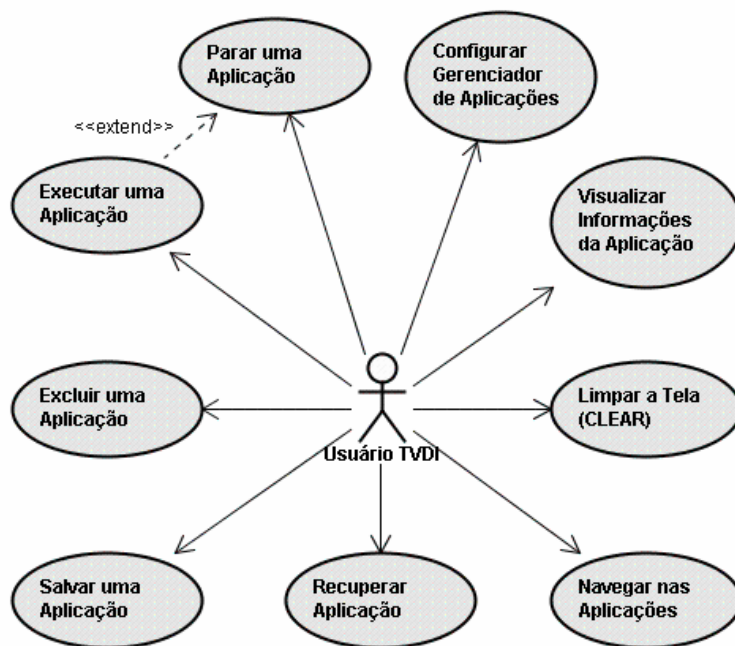 Parar uma
Aplicação
Configurar
Gerenciador
de Aplicações
<<extend>>
Executar uma
Aplicação
Visualizar
Informações
da Aplicação
Excluir uma
Aplicação
Limpar a Tela
(CLEAR)
Usuário TVDI
Salvar uma
Aplicação
Recuperar
Aplicação
Navegar nas
Aplicações